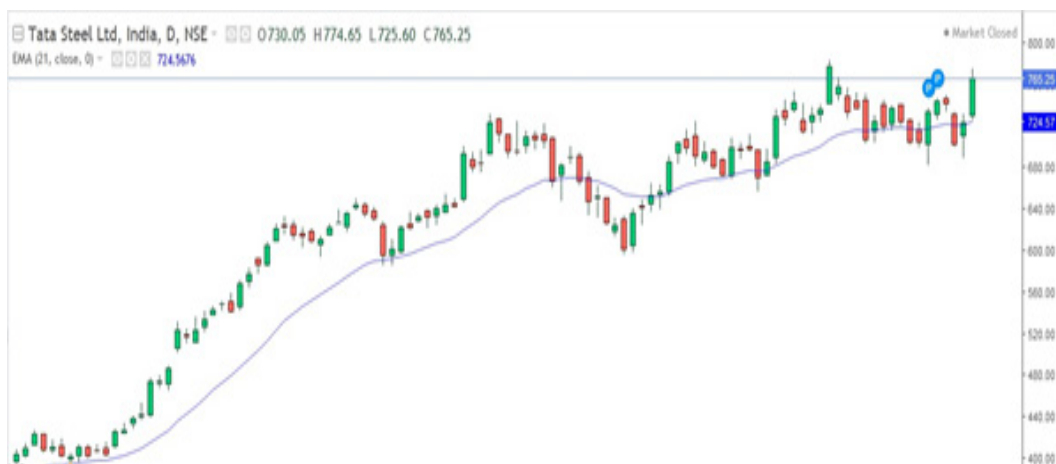 Tata Steel Ltd, India, D, NSE O730.05 H774.65 L725.60 C765.25
Market Closed
EMA (21, close, 0) 724.5676
800.00
765.25
724.57
680.00
640.00
600.00
560.00
520.00
480.00
440.00
400.00
P
P